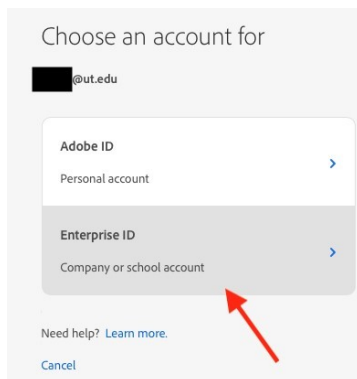 Choose an account for
@ut.edu
Adobe ID
Personal account
Enterprise ID
Company or school account
Need help? Learn more.
Cancel